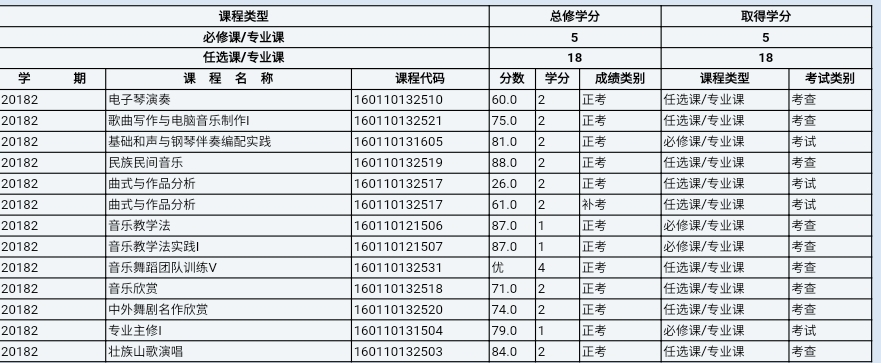 课程类型 总修学分 取得学分
必修课/专业课 5 5
任选课/专业课 18 18
学 期 课 程 名 称 课程代码 分数 学分 成绩类别 课程类型 考试类别
20182 电子琴演奏 160110132510 60.0 2 正考 任选课/专业课 考查
20182 歌曲写作与电脑音乐制作I 160110132521 75.0 2 正考 任选课/专业课 考查
20182 基础和声与钢琴伴奏编配实践 160110131605 81.0 2 正考 必修课/专业课 考试
20182 民族民间音乐 160110132519 88.0 2 正考 任选课/专业课 考查
20182 曲式与作品分析 160110132517 26.0 2 正考 任选课/专业课 考试
20182 曲式与作品分析 160110132517 61.0 2 补考 任选课/专业课 考试
20182 音乐教学法 160110121506 87.0 1 正考 必修课/专业课 考查
20182 音乐教学法实践I 160110121507 87.0 1 正考 必修课/专业课 考查
20182 音乐舞蹈团队训练V 160110132531 优 4 正考 任选课/专业课 考查
20182 音乐欣赏 160110132518 71.0 2 正考 任选课/专业课 考查
20182 中外舞剧名作欣赏 160110132520 74.0 2 正考 任选课/专业课 考查
20182 专业主修I 160110131504 79.0 1 正考 必修课/专业课 考试
20182 壮族山歌演唱 160110132503 84.0 2 正考 任选课/专业课 考查